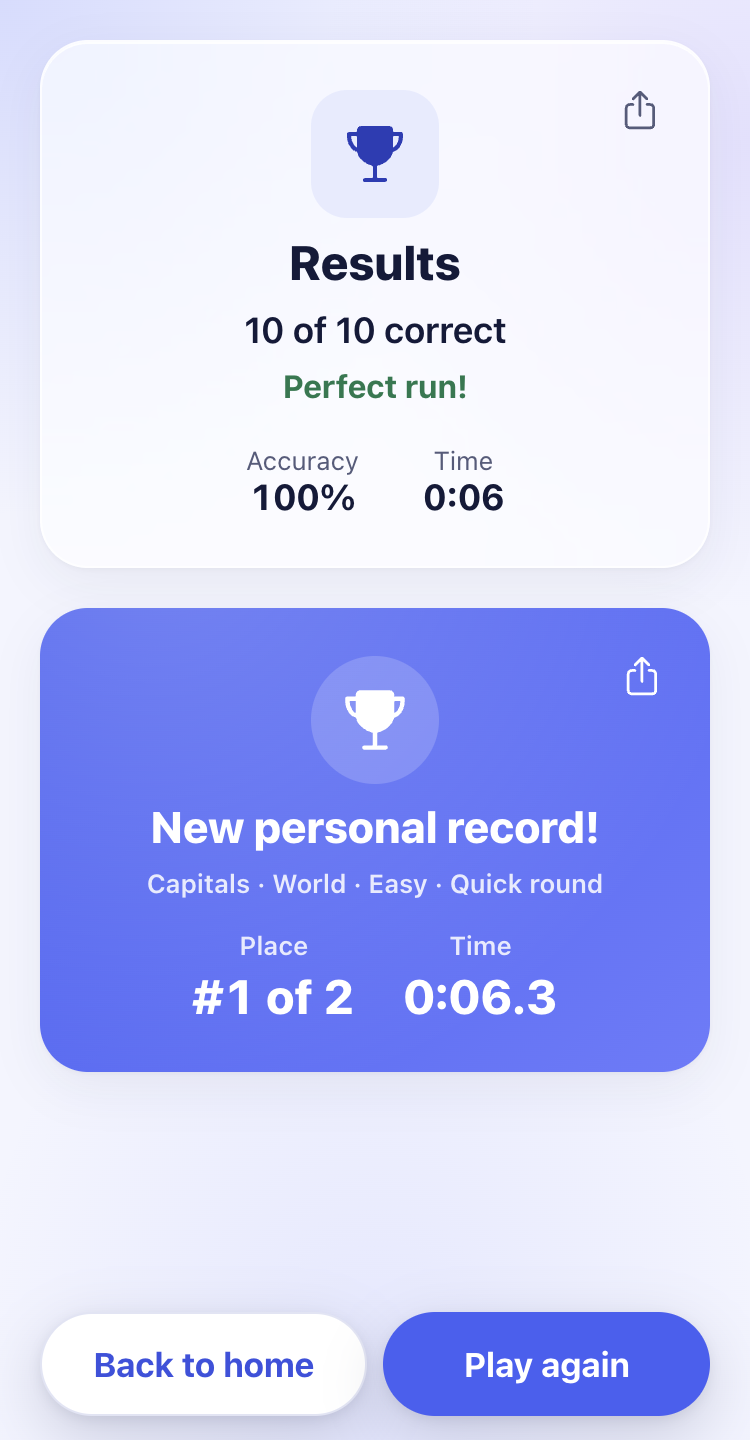 Results
10 of 10 correct
Perfect run!
Accuracy Time
100% 0:06
New personal record!
Capitals · World · Easy · Quick round
Place Time
#1 of 2 0:06.3
Back to home Play again